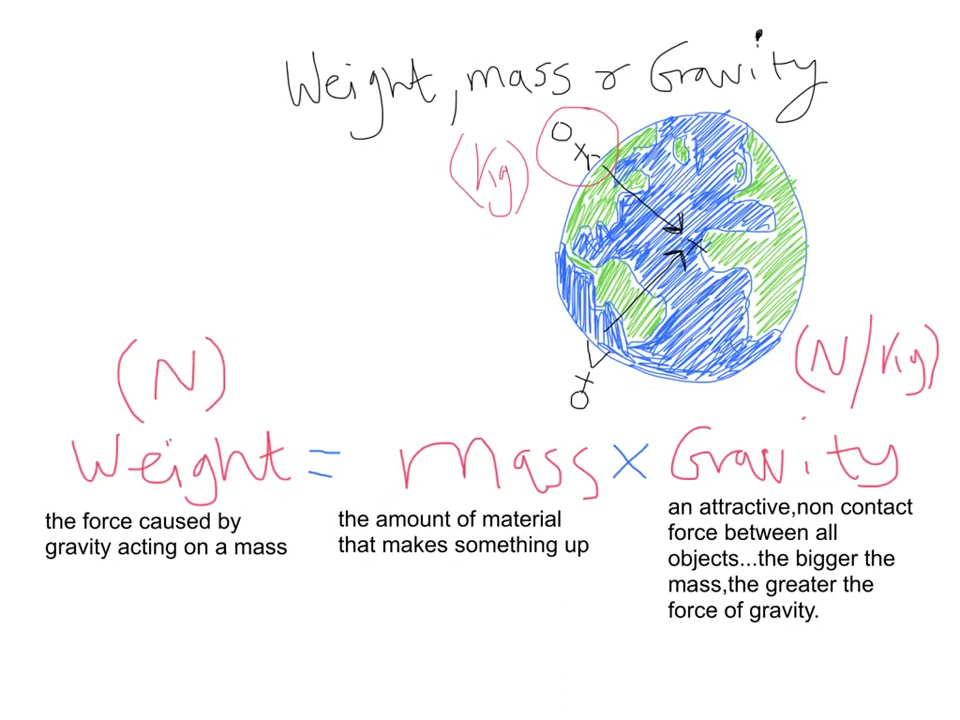 Weight, mass & Gravity
(Kg)
(N)
(N/Kg)
Weight = mass × Gravity
the force caused by
gravity acting on a mass
the amount of material
that makes something up
an attractive,non contact
force between all
objects...the bigger the
mass,the greater the
force of gravity.